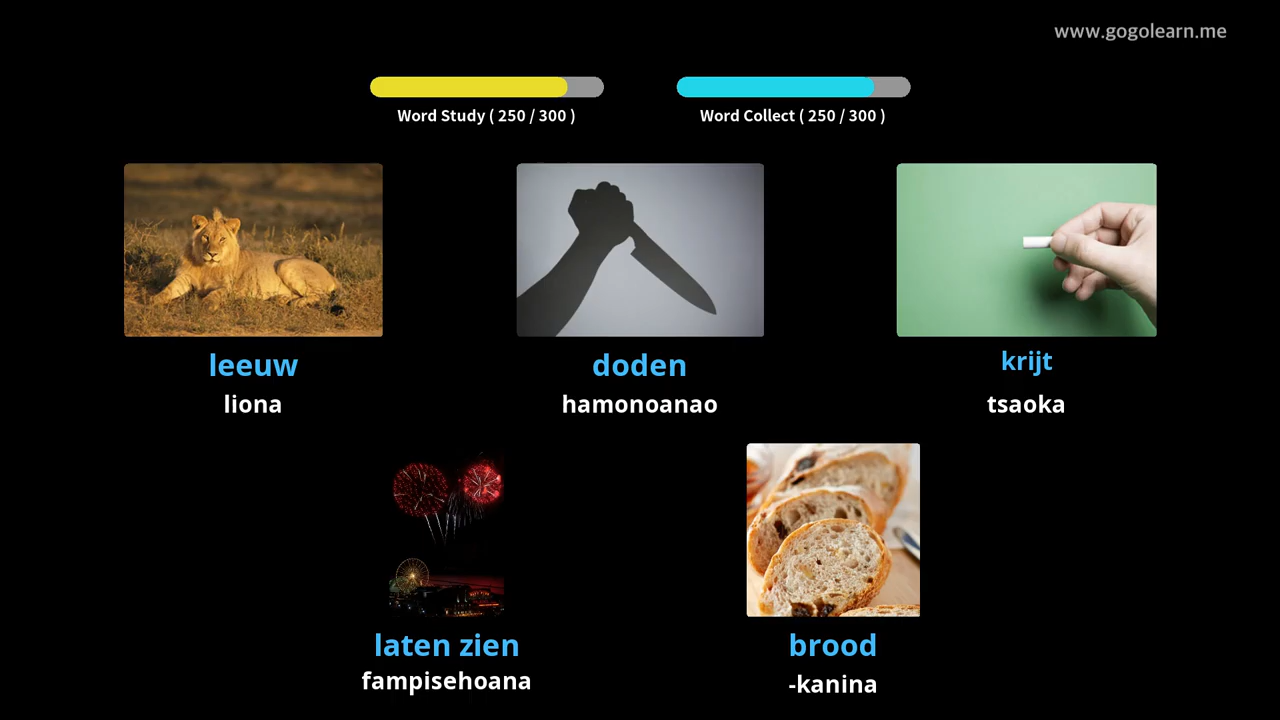 www.gogolearn.me
Word Study ( 250 / 300 )
Word Collect ( 250 / 300 )
leeuw
liona
doden
hamonoanao
krijt
tsaoka
laten zien
fampisehoana
brood
-kanina